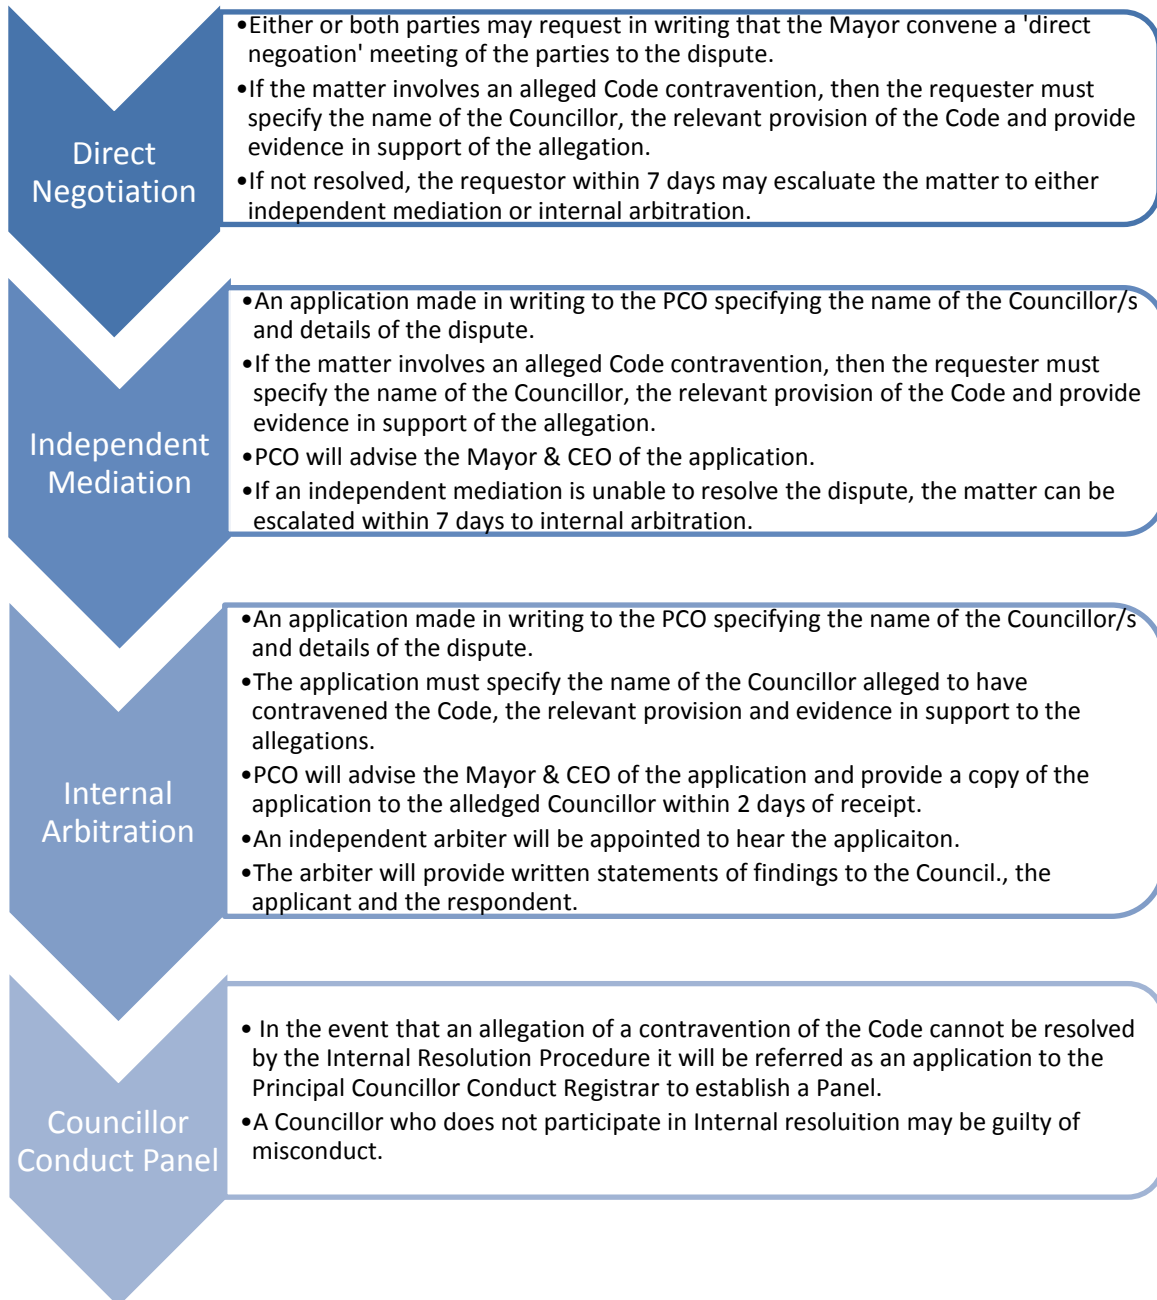 Direct
Negotiation
•Either or both parties may request in writing that the Mayor convene a 'direct
negoation' meeting of the parties to the dispute.
•If the matter involves an alleged Code contravention, then the requester must
specify the name of the Councillor, the relevant provision of the Code and provide
evidence in support of the allegation.
•If not resolved, the requestor within 7 days may escaluate the matter to either
independent mediation or internal arbitration.
Independent
Mediation
•An application made in writing to the PCO specifying the name of the Councillor/s
and details of the dispute.
•If the matter involves an alleged Code contravention, then the requester must
specify the name of the Councillor, the relevant provision of the Code and provide
evidence in support of the allegation.
•PCO will advise the Mayor & CEO of the application.
•If an independent mediation is unable to resolve the dispute, the matter can be
escalated within 7 days to internal arbitration.
Internal
Arbitration
•An application made in writing to the PCO specifying the name of the Councillor/s
and details of the dispute.
•The application must specify the name of the Councillor alleged to have
contravened the Code, the relevant provision and evidence in support to the
allegations.
•PCO will advise the Mayor & CEO of the application and provide a copy of the
application to the alledged Councillor within 2 days of receipt.
•An independent arbiter will be appointed to hear the applicaiton.
•The arbiter will provide written statements of findings to the Council., the
applicant and the respondent.
Councillor
Conduct Panel
• In the event that an allegation of a contravention of the Code cannot be resolved
by the Internal Resolution Procedure it will be referred as an application to the
Principal Councillor Conduct Registrar to establish a Panel.
•A Councillor who does not participate in Internal resoluition may be guilty of
misconduct.